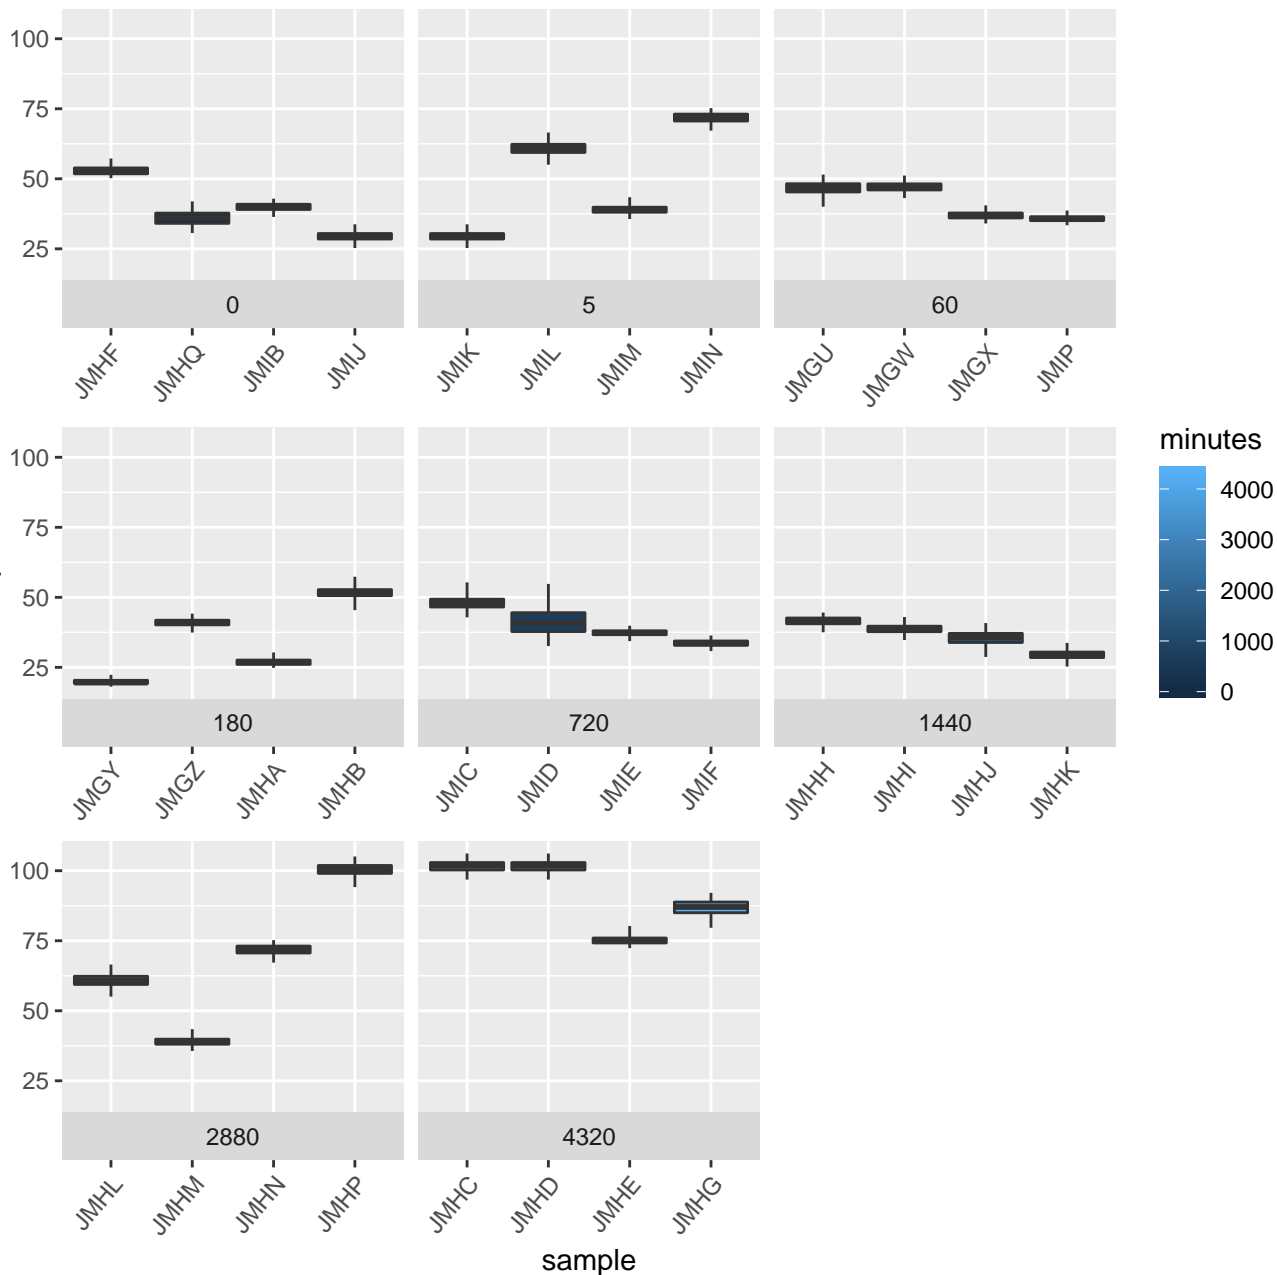 100
75
50
25
0
5
60
JMHF
JMHQ
JMIB
JMIJ
JMIK
JMIL
JMIM
JMIN
JMGU
JMGW
JMGX
JMIP
100
75
50
25
180
720
1440
JMGY
JMGZ
JMHA
JMHB
JMIC
JMID
JMIE
JMIF
JMHH
JMHI
JMHJ
JMHK
minutes
4000
3000
2000
1000
0
100
75
50
25
2880
4320
JMHL
JMHM
JMHN
JMHP
JMHC
JMHD
JMHE
JMHG
sample